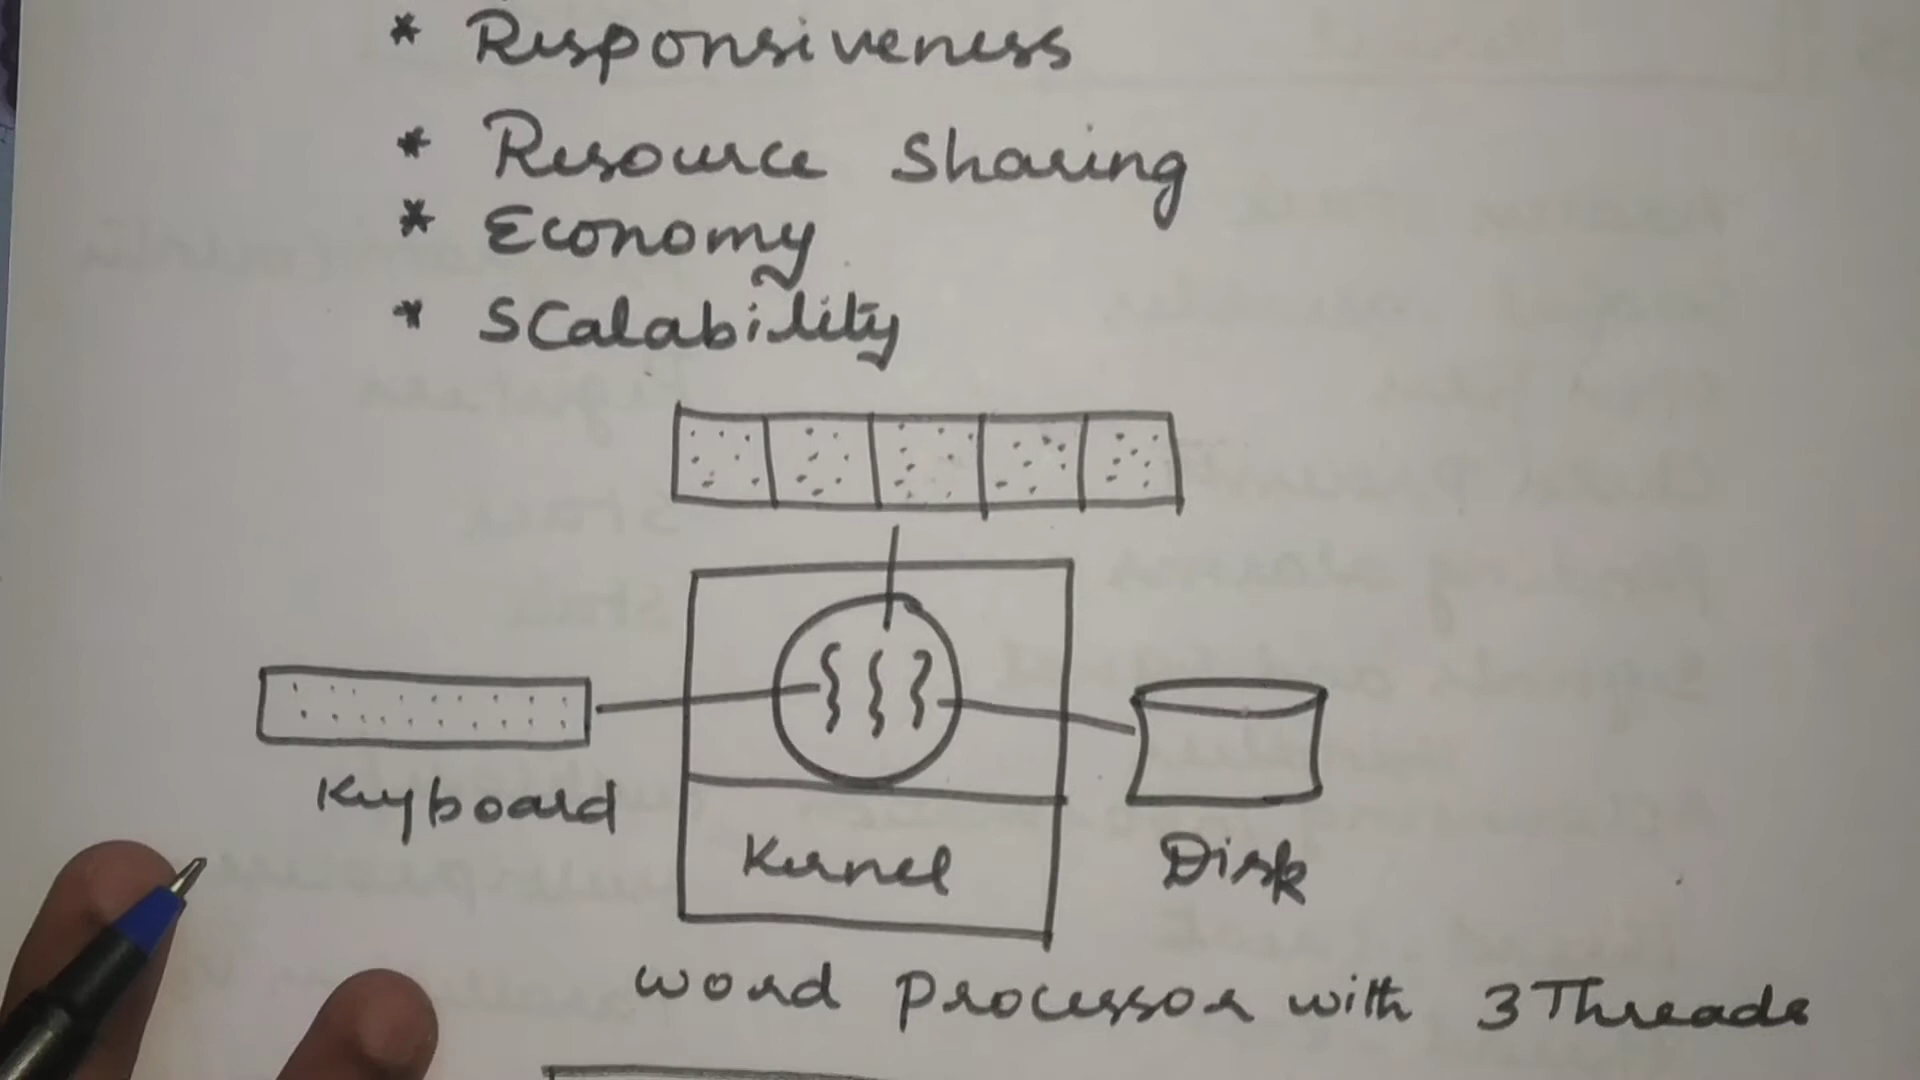 * Responsiveness
* Resource Sharing
* Economy
* SCalability
Keyboard
Kernel
Disk
word Processor with 3 Threads